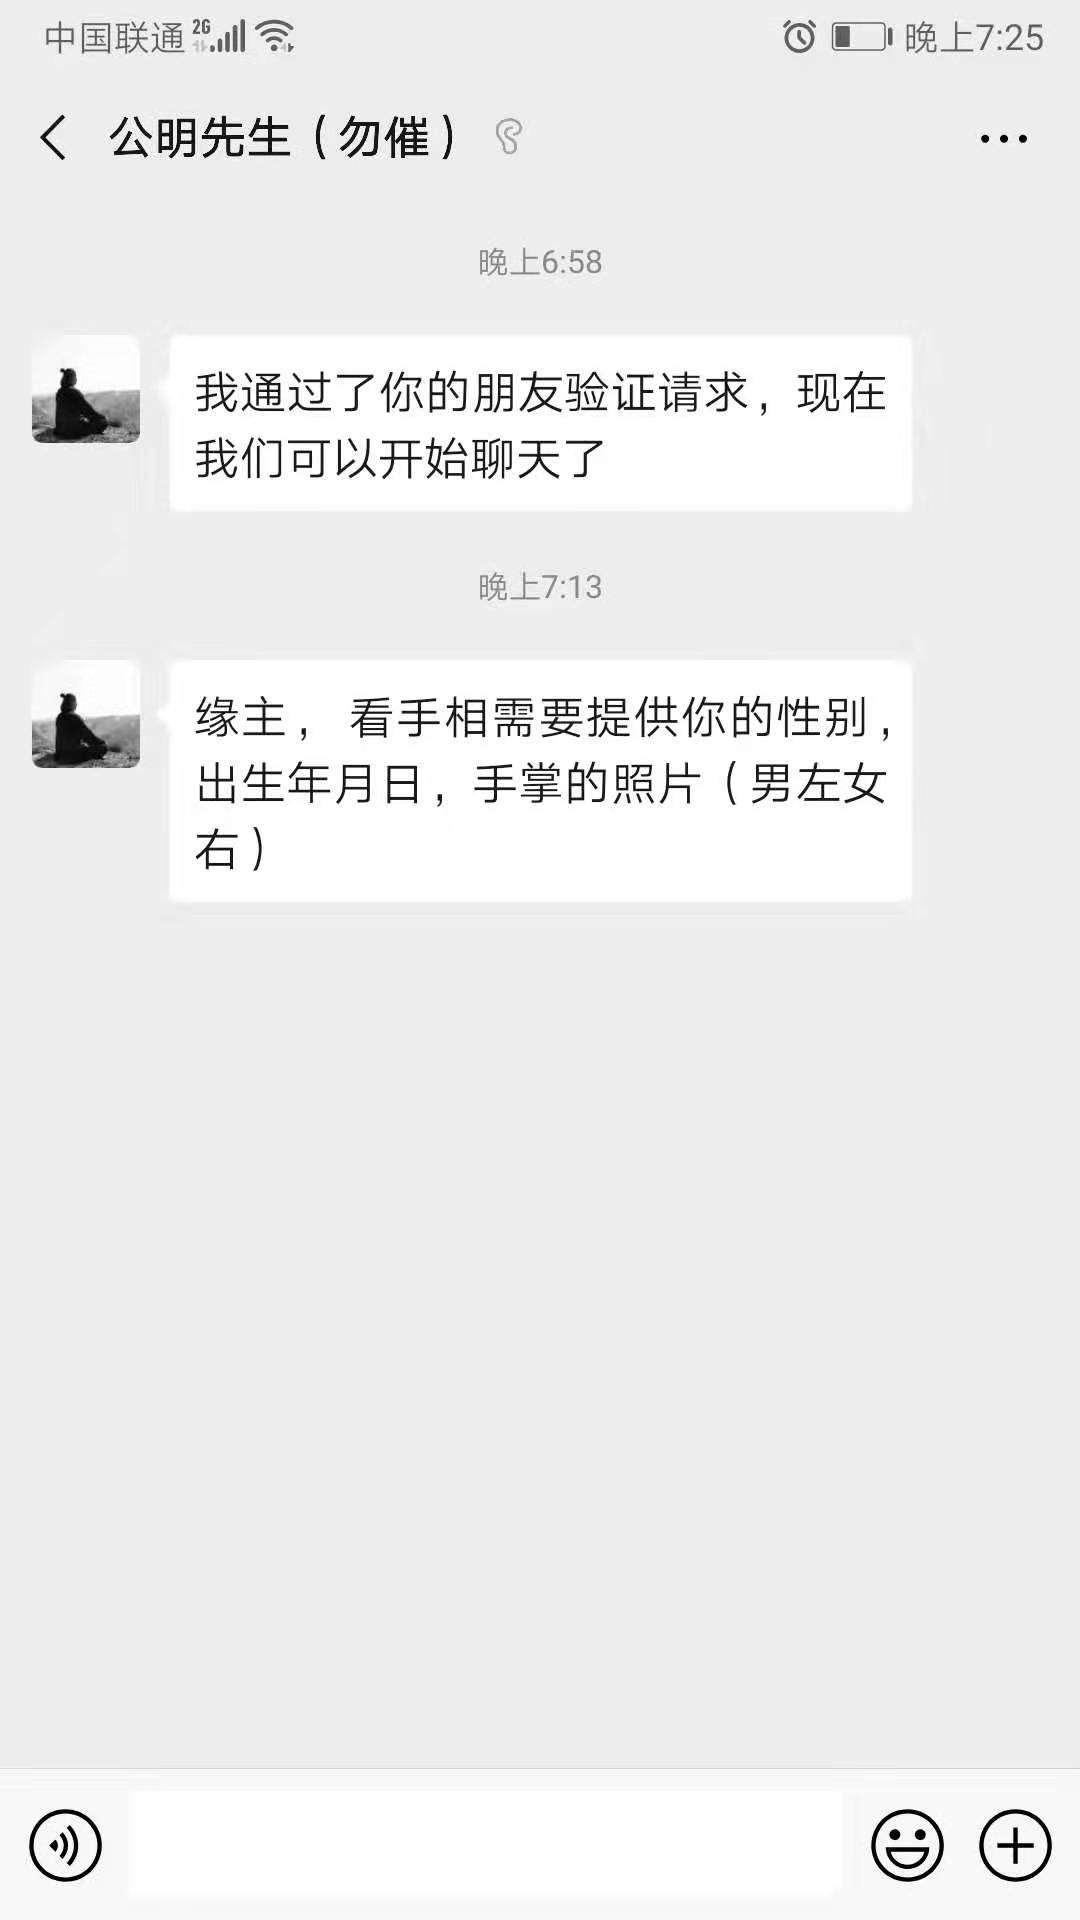 中国联通 2G 晚上7:25
公明先生（勿催）
晚上6:58
我通过了你的朋友验证请求，现在
我们可以开始聊天了
晚上7:13
缘主， 看手相需要提供你的性别，
出生年月日，手掌的照片（男左女
右）